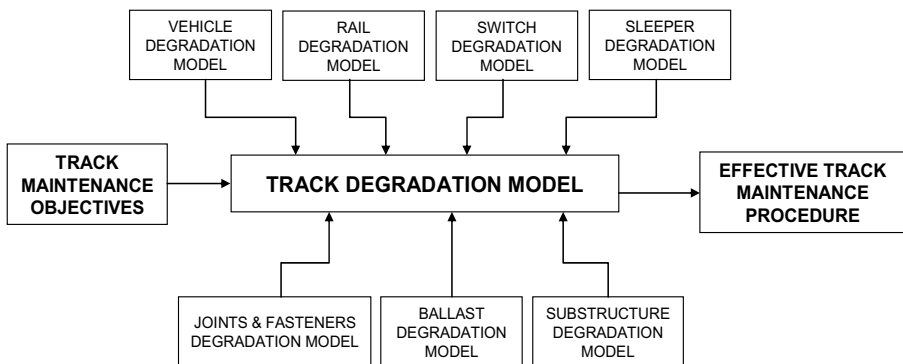 VEHICLE
DEGRADATION
MODEL
RAIL
DEGRADATION
MODEL
SWITCH
DEGRADATION
MODEL
SLEEPER
DEGRADATION
MODEL
TRACK
MAINTENANCE
OBJECTIVES
TRACK DEGRADATION MODEL
EFFECTIVE TRACK
MAINTENANCE
PROCEDURE
JOINTS & FASTENERS
DEGRADATION MODEL
BALLAST
DEGRADATION
MODEL
SUBSTRUCTURE
DEGRADATION
MODEL